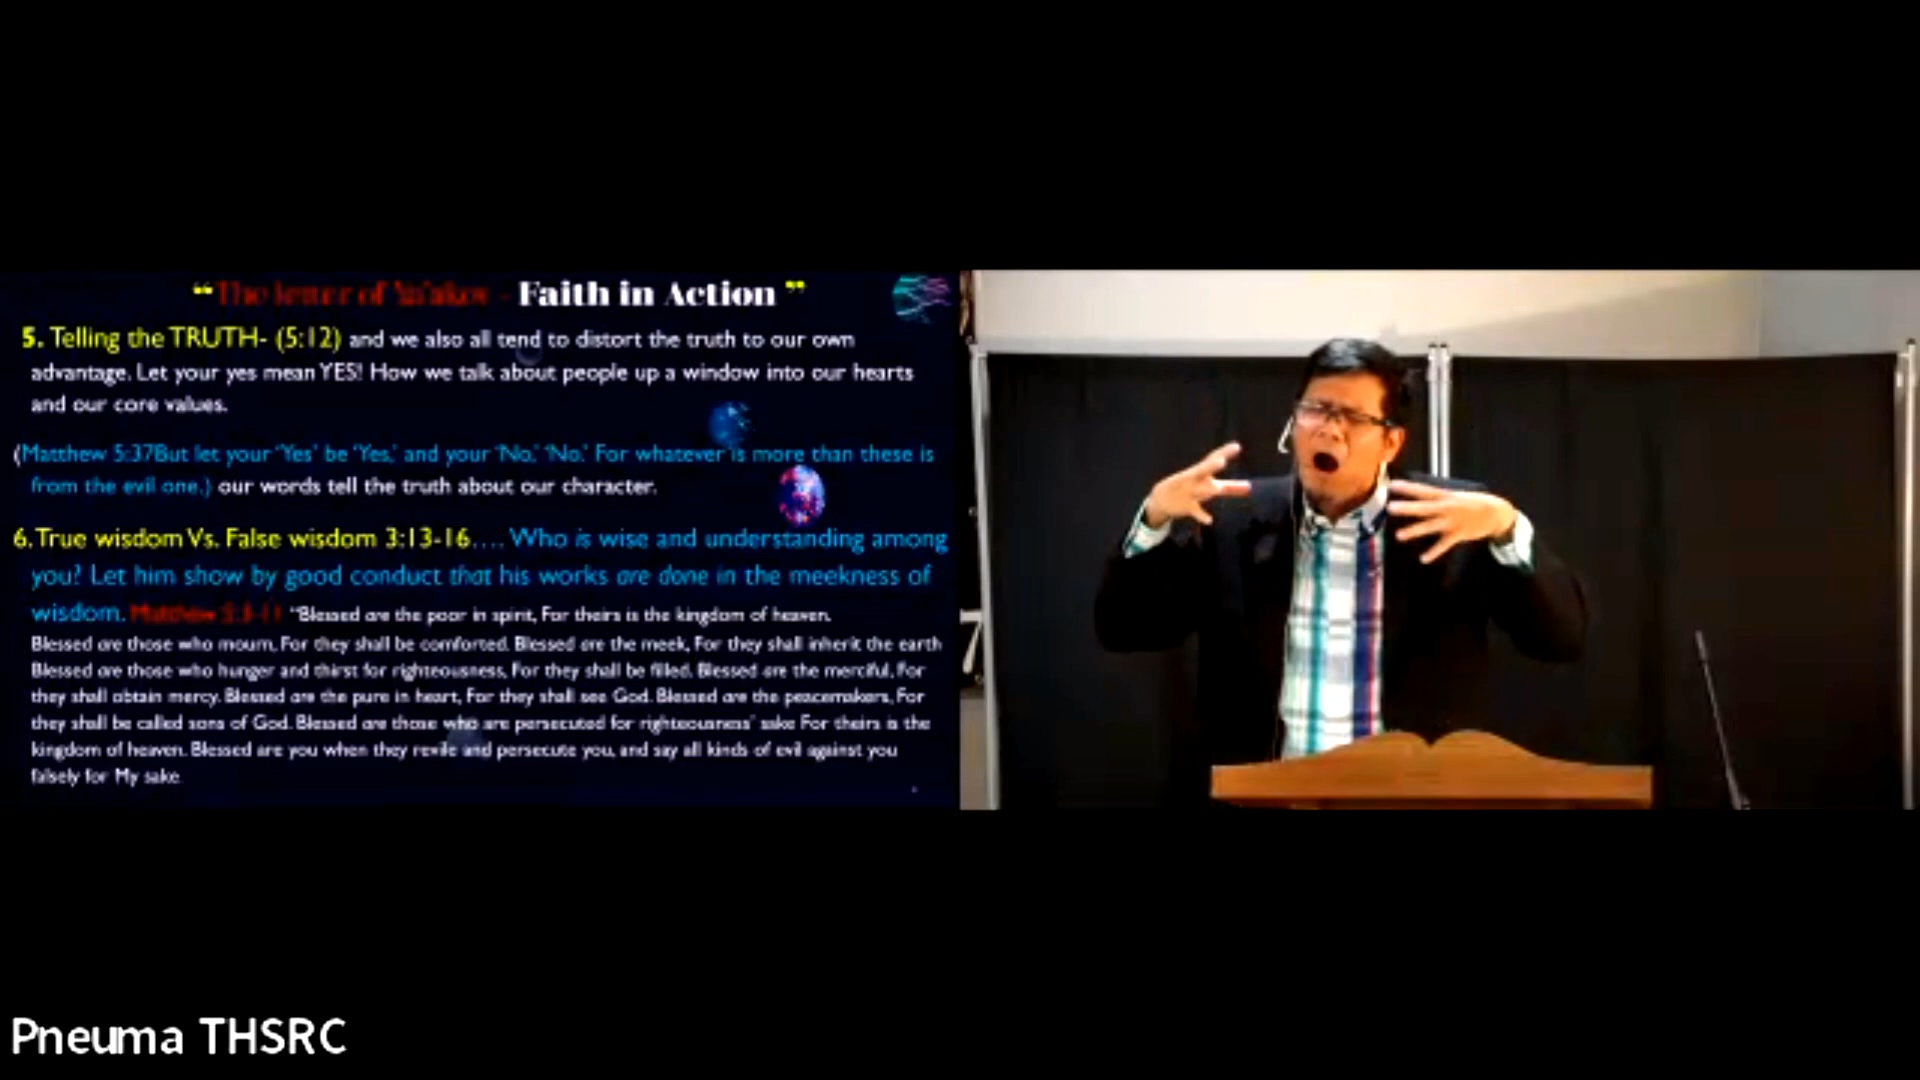 “The letter of Ya'akov - Faith in Action ”
5. Telling the TRUTH- (5:12) and we also all tend to distort the truth to our own
advantage. Let your yes mean YES! How we talk about people up a window into our hearts
and our core values.
(Matthew 5:37But let your ‘Yes’ be ‘Yes,’ and your ‘No,’ ‘No.’ For whatever is more than these is
from the evil one.) our words tell the truth about our character.
6. True wisdom Vs. False wisdom 3:13-16…. Who is wise and understanding among
you? Let him show by good conduct that his works are done in the meekness of
wisdom. Matthew 5:3-11 “Blessed are the poor in spirit, For theirs is the kingdom of heaven.
Blessed are those who mourn, For they shall be comforted. Blessed are the meek, For they shall inherit the earth
Blessed are those who hunger and thirst for righteousness, For they shall be filled. Blessed are the merciful, For
they shall obtain mercy. Blessed are the pure in heart, For they shall see God. Blessed are the peacemakers, For
they shall be called sons of God. Blessed are those who are persecuted for righteousness’ sake For theirs is the
kingdom of heaven. Blessed are you when they revile and persecute you, and say all kinds of evil against you
falsely for My sake.
7
Pneuma THSRC